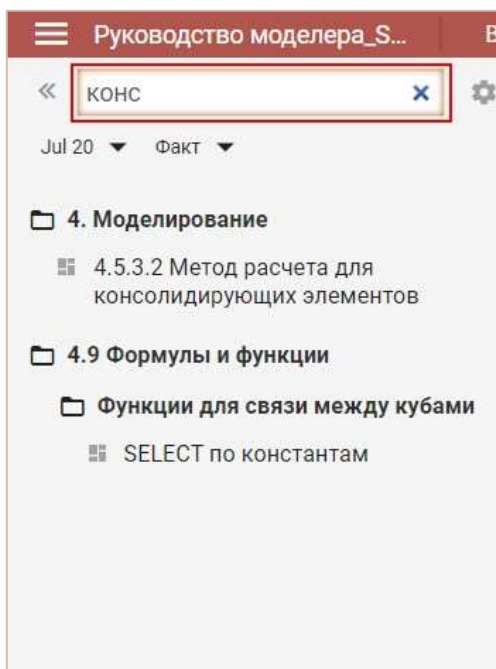 Руководство моделера_S...
В
конс
Jul 20 Факт
4. Моделирование
4.5.3.2 Метод расчета для
консолидирующих элементов
4.9 Формулы и функции
Функции для связи между кубами
SELECT по константам